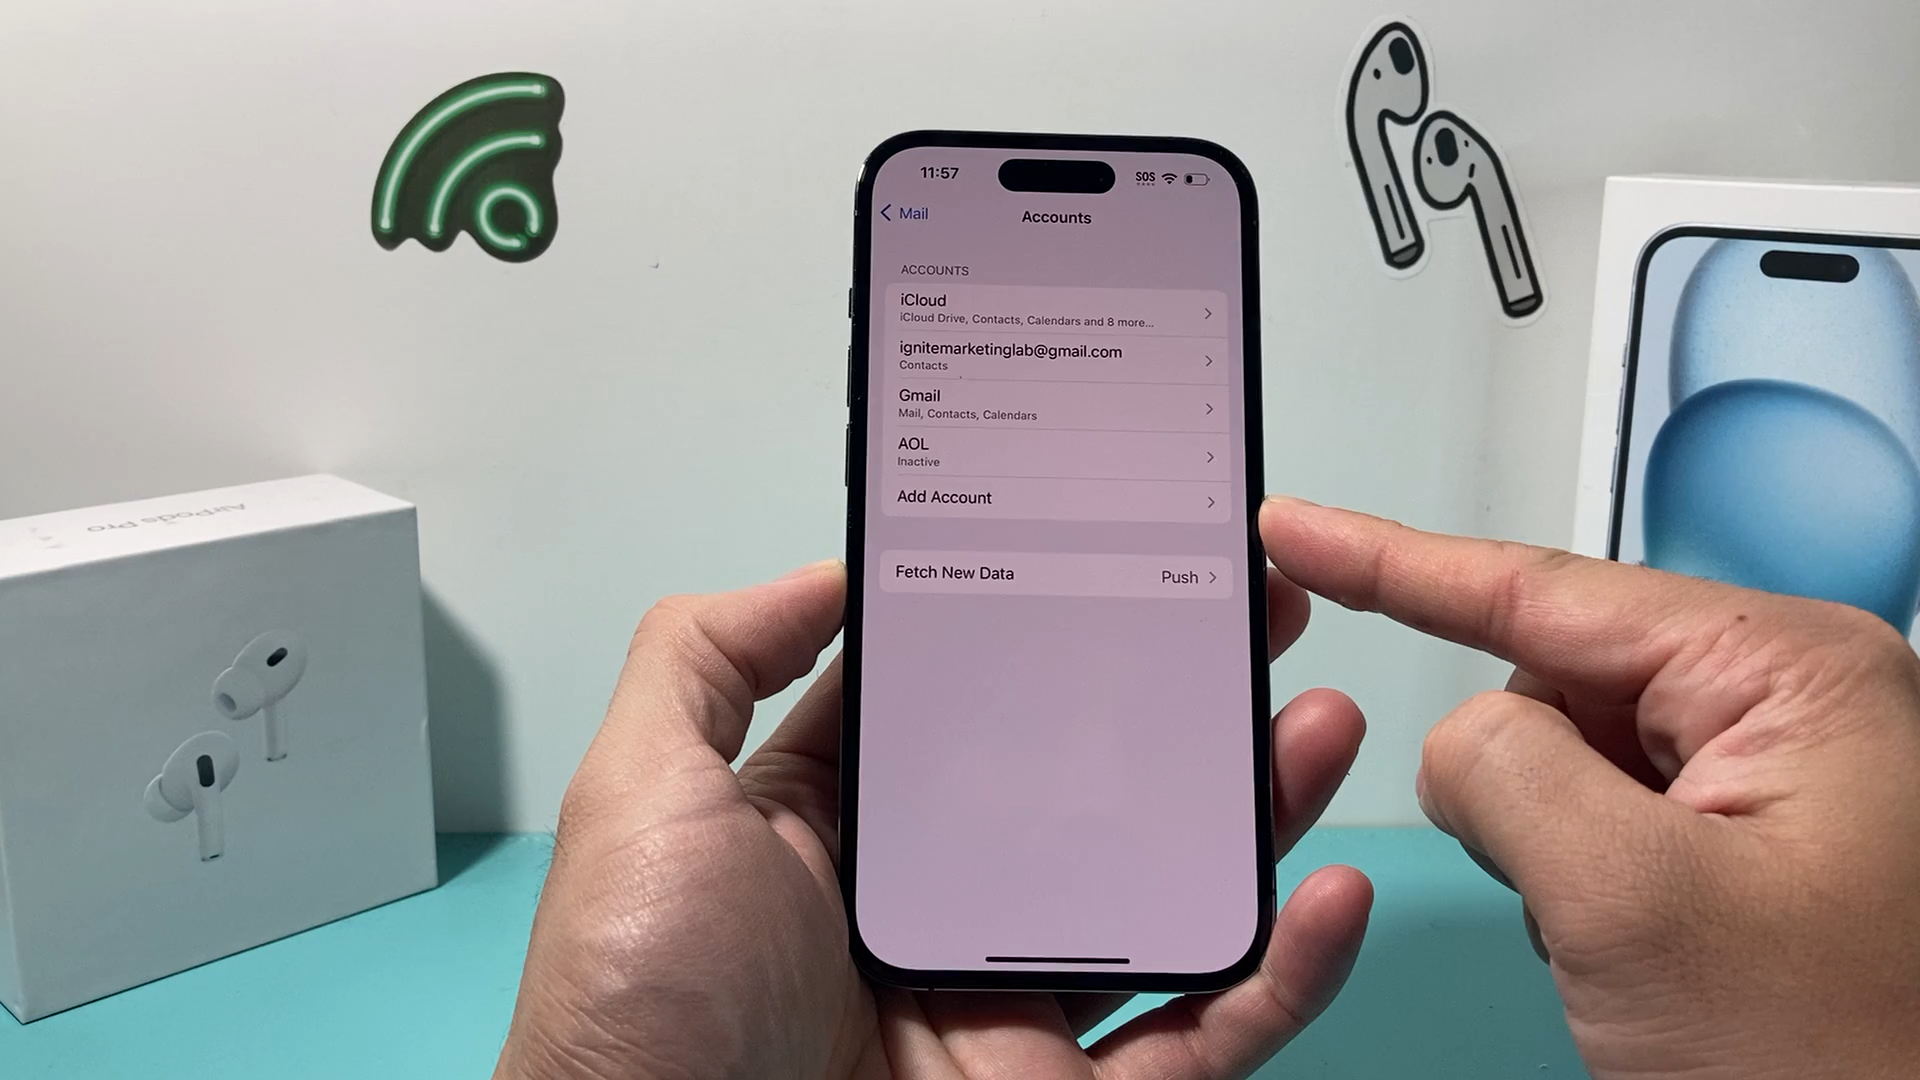 11:57
SOS
Mail
Accounts
ACCOUNTS
iCloud
iCloud Drive, Contacts, Calendars and 8 more...
ignitemarketinglab@gmail.com
Contacts
Gmail
Mail, Contacts, Calendars
AOL
Inactive
Add Account
Fetch New Data
Push
AirPods Pro